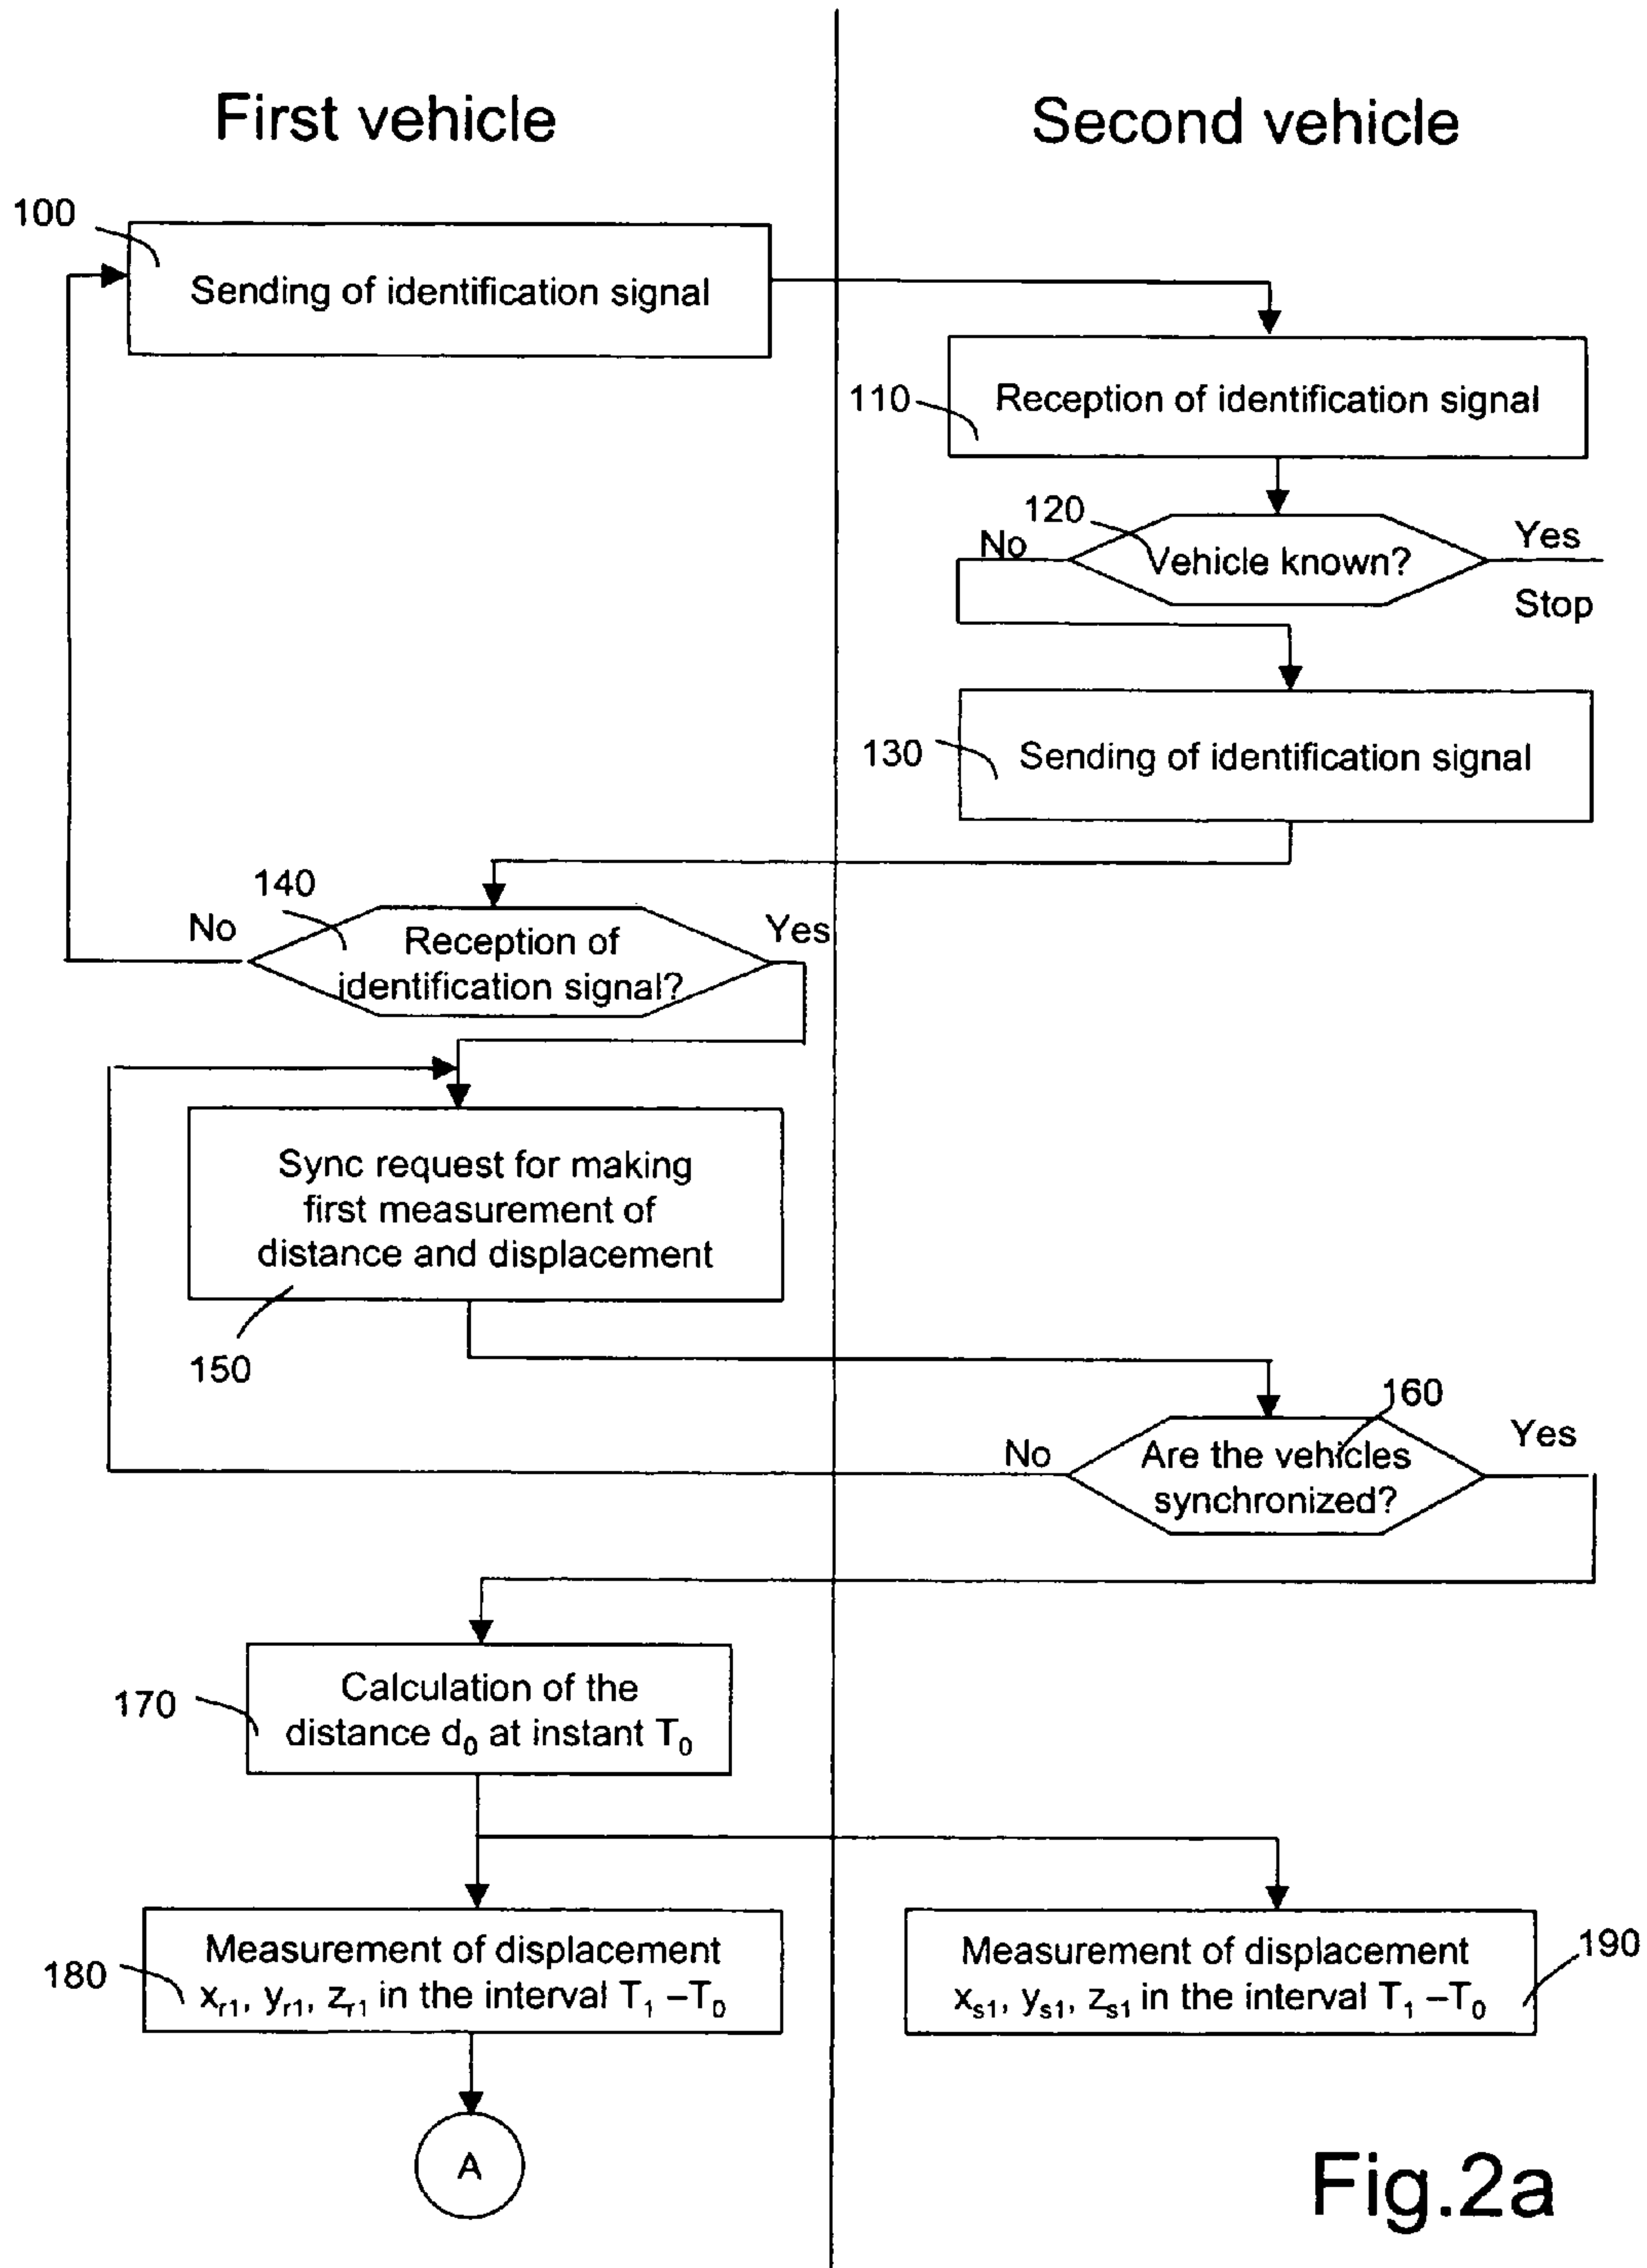 First vehicle
Second vehicle
100
Sending of identification signal
110
Reception of identification signal
120
No
Vehicle known?
Yes
Stop
130
Sending of identification signal
140
No
Reception of
identification signal?
Yes
Sync request for making
first measurement of
distance and displacement
150
160
No
Are the vehicles
synchronized?
Yes
170
Calculation of the
distance d₀ at instant T₀
180
Measurement of displacement
xᵣ₁, yᵣ₁, zᵣ₁ in the interval T₁ –T₀
Measurement of displacement
xₛ₁, yₛ₁, zₛ₁ in the interval T₁ –T₀
190
A
Fig.2a